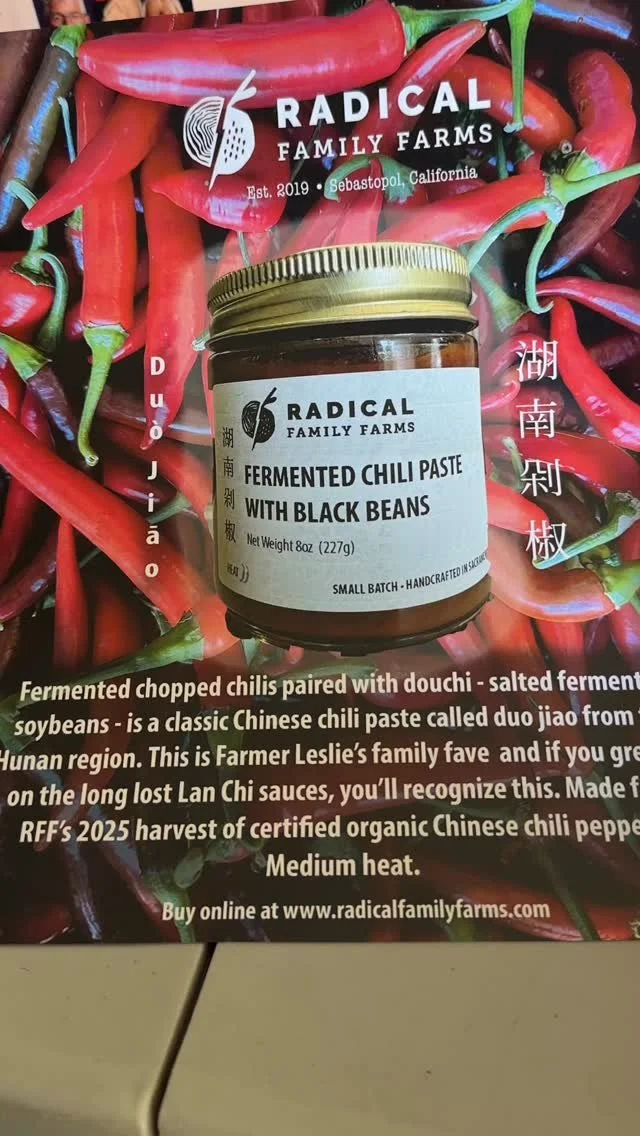 RADICAL
FAMILY FARMS
Est. 2019 • Sebastopol, California
Duò Jiāo
湖南剁椒
RADICAL
FAMILY FARMS
湖南剁椒
FERMENTED CHILI PASTE
WITH BLACK BEANS
Net Weight 8oz (227g)
HEAT
SMALL BATCH • HANDCRAFTED IN
Fermented chopped chilis paired with douchi - salted ferment
soybeans - is a classic Chinese chili paste called duo jiao from
Hunan region. This is Farmer Leslie's family fave and if you gre
on the long lost Lan Chi sauces, you'll recognize this. Made f
RFF's 2025 harvest of certified organic Chinese chili peppe
Medium heat.
Buy online at www.radicalfamilyfarms.com